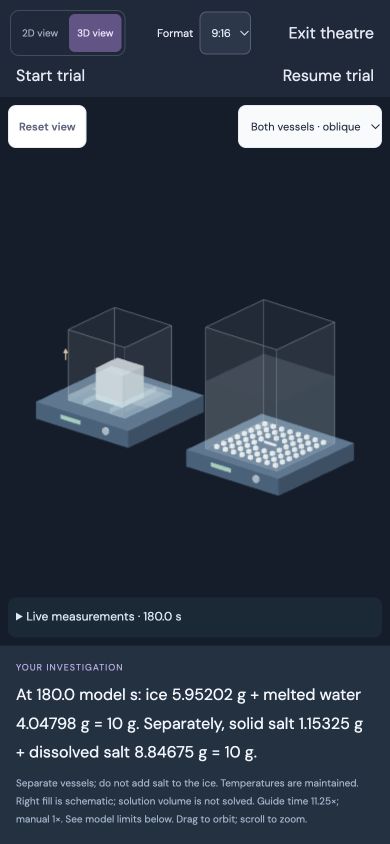 2D view 3D view Format 9:16 Exit theatre
Start trial Resume trial
Reset view Both vessels · oblique
Live measurements · 180.0 s
YOUR INVESTIGATION
At 180.0 model s: ice 5.95202 g + melted water
4.04798 g = 10 g. Separately, solid salt 1.15325 g
+ dissolved salt 8.84675 g = 10 g.
Separate vessels; do not add salt to the ice. Temperatures are maintained.
Right fill is schematic; solution volume is not solved. Guide time 11.25×;
manual 1×. See model limits below. Drag to orbit; scroll to zoom.